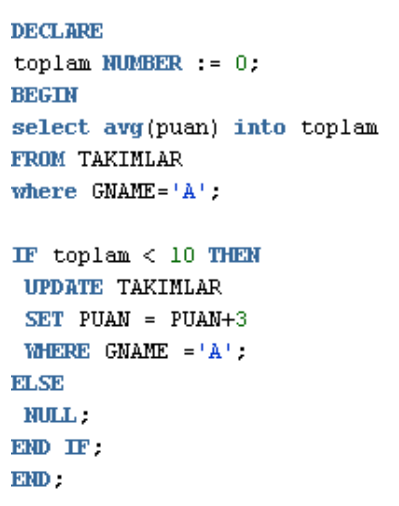 DECLARE
toplam NUMBER := 0;
BEGIN
select avg(puan) into toplam
FROM TAKIMLAR
where GNAME='A';
IF toplam < 10 THEN
UPDATE TAKIMLAR
SET PUAN = PUAN+3
WHERE GNAME ='A';
ELSE
NULL;
END IF;
END;